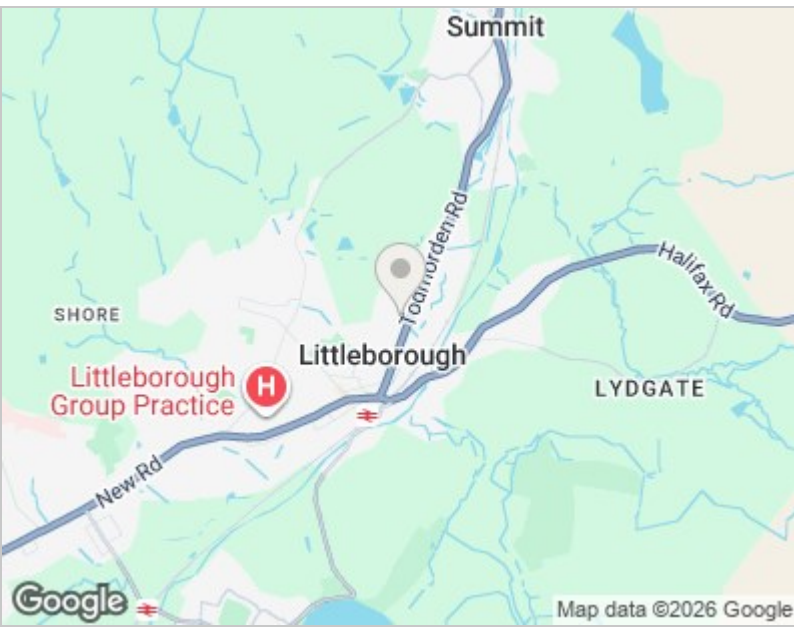 Summit
Todmorden Rd
Halifax Rd
SHORE
Littleborough
Littleborough
Group Practice
H
LYDGATE
New Rd
Google
Map data ©2026 Google